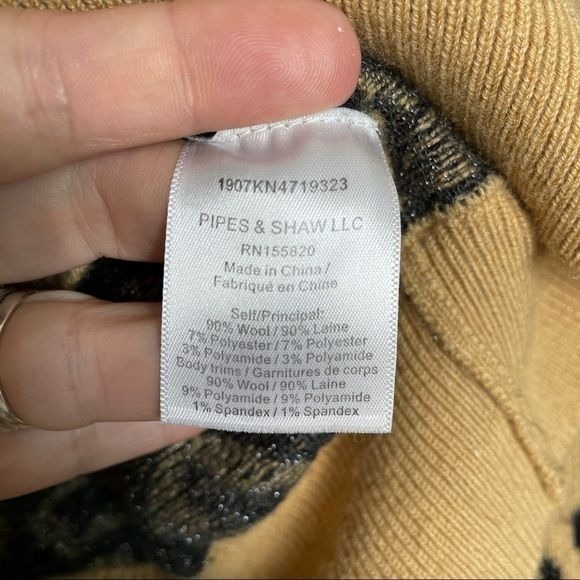 1907KN4719323
PIPES & SHAW LLC
RN155820
Made in China /
Fabriqué en Chine
Self/Principal:
90% Wool / 90% Laine
7% Polyester / 7% Polyester
3% Polyamide / 3% Polyamide
Body trims / Garnitures de corps
90% Wool / 90% Laine
9% Polyamide / 9% Polyamide
1% Spandex / 1% Spandex